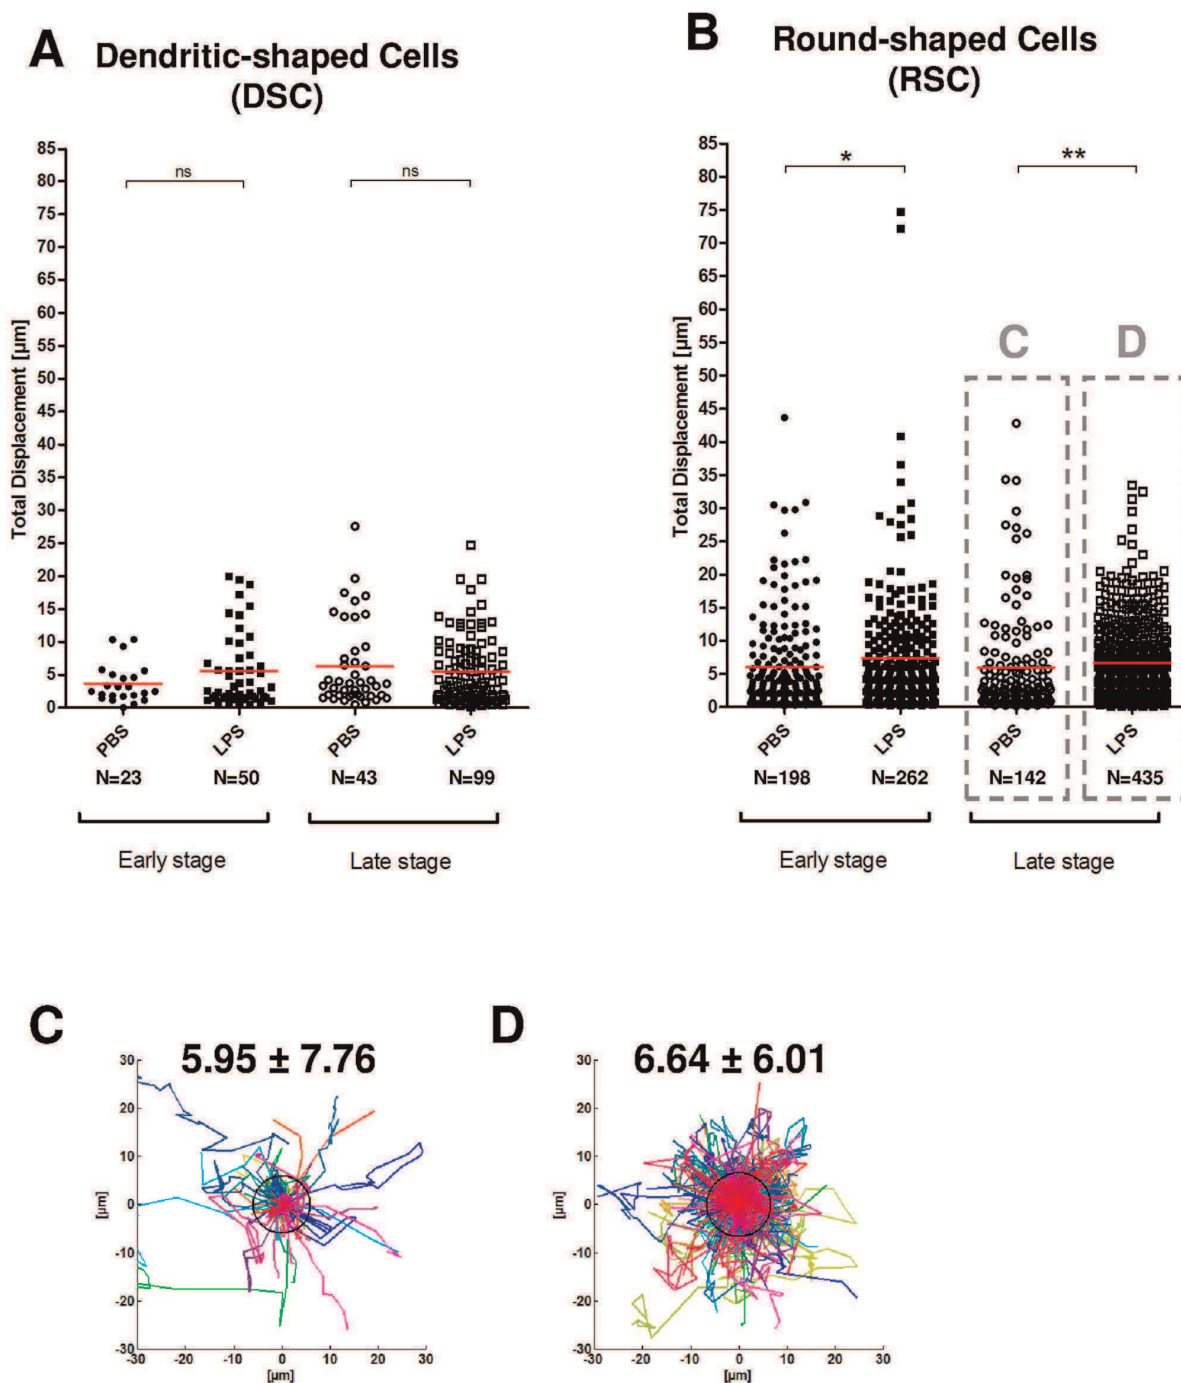 A
Dendritic-shaped Cells
(DSC)
85
80
75
70
65
60
55
50
45
40
35
30
25
20
15
10
5
0
Total Displacement [µm]
ns
ns
PBS
LPS
PBS
LPS
N=23
N=50
N=43
N=99
Early stage
Late stage
B
Round-shaped Cells
(RSC)
85
80
75
70
65
60
55
50
45
40
35
30
25
20
15
10
5
0
Total Displacement [µm]
*
**
C
D
PBS
LPS
PBS
LPS
N=198
N=262
N=142
N=435
Early stage
Late stage
C
5.95 ± 7.76
30
20
10
0
-10
-20
-30
[µm]
-30
-20
-10
0
10
20
30
[µm]
D
6.64 ± 6.01
30
20
10
0
-10
-20
-30
[µm]
-30
-20
-10
0
10
20
30
[µm]